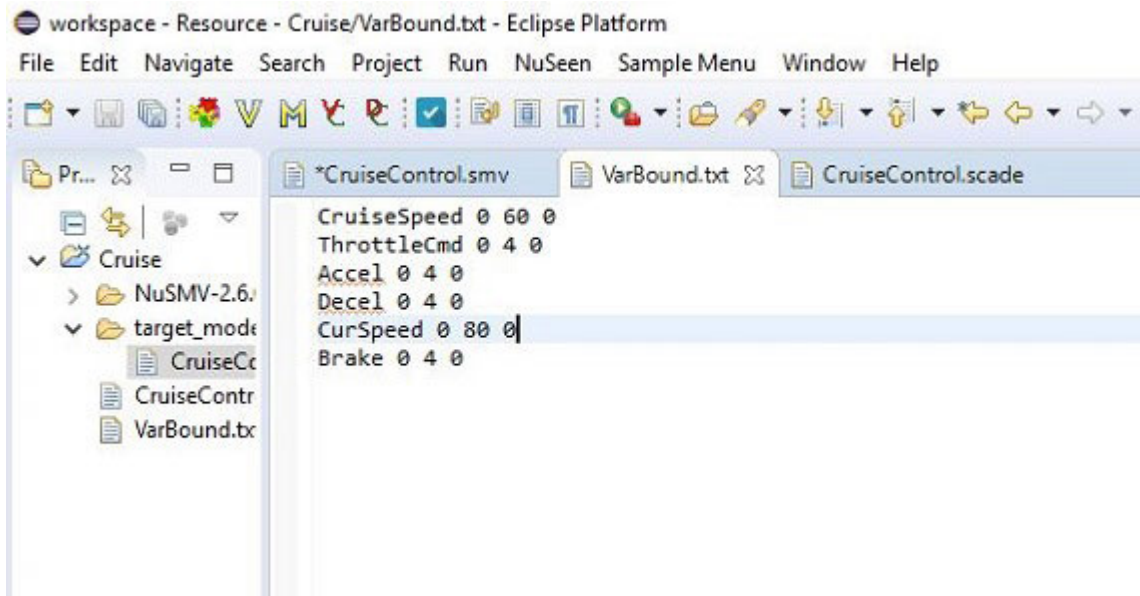 workspace - Resource - Cruise/VarBound.txt - Eclipse Platform
File Edit Navigate Search Project Run NuSeen Sample Menu Window Help
Pr... *CruiseControl.smv VarBound.txt CruiseControl.scade
CruiseSpeed 0 60 0
ThrottleCmd 0 4 0
Cruise
Accel 0 4 0
NuSMV-2.6.
Decel 0 4 0
target_mode
CurSpeed 0 80 0
CruiseCo
Brake 0 4 0
CruiseContr
VarBound.tx